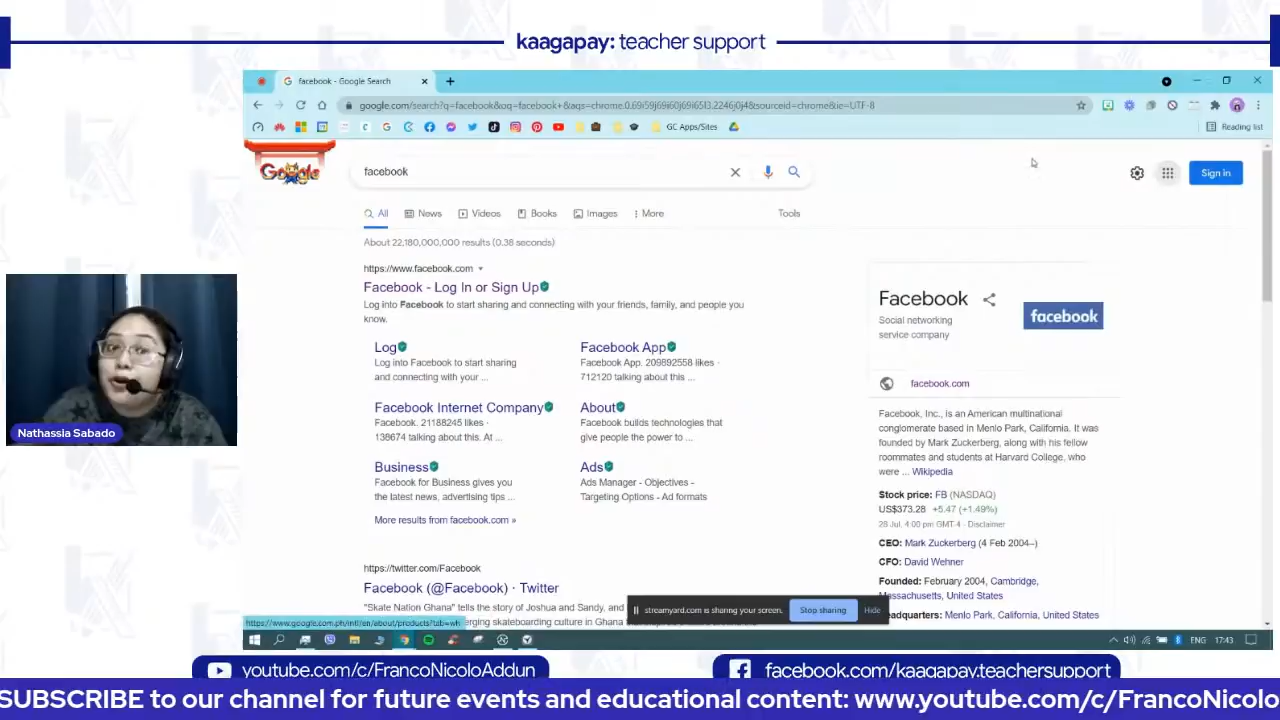 kaagapay: teacher support
facebook - Google Search
google.com/search?q=facebook&oq=facebook+&aqs=chrome.0.69i59j69i60j69i65l3.2246j0j4&sourceid=chrome&ie=UTF-8
GC Apps/Sites
Reading list
Google
facebook
Sign in
All
News
Videos
Books
Images
More
Tools
About 22,180,000,000 results (0.38 seconds)
https://www.facebook.com
Facebook - Log In or Sign Up
Log into Facebook to start sharing and connecting with your friends, family, and people you
know.
Log
Log into Facebook to start sharing
and connecting with your ...
Facebook App
Facebook App. 209892558 likes ·
712120 talking about this ...
Facebook Internet Company
Facebook. 21188245 likes ·
138674 talking about this. At ...
About
Facebook builds technologies that
give people the power to ...
Business
Facebook for Business gives you
the latest news, advertising tips ...
Ads
Ads Manager - Objectives -
Targeting Options - Ad formats
More results from facebook.com »
https://twitter.com/Facebook
Facebook (@Facebook) · Twitter
"Skate Nation Ghana" tells the story of Joshua and Sandy, and
erging skateboarding culture in Ghana
Facebook
Social networking
service company
facebook
facebook.com
Facebook, Inc., is an American multinational
conglomerate based in Menlo Park, California. It was
founded by Mark Zuckerberg, along with his fellow
roommates and students at Harvard College, who
were ... Wikipedia
Stock price: FB (NASDAQ)
US$373.28 +5.47 (+1.49%)
28 Jul, 4:00 pm GMT-4 - Disclaimer
CEO: Mark Zuckerberg (4 Feb 2004–)
CFO: David Wehner
Founded: February 2004, Cambridge,
Massachusetts, United States
Headquarters: Menlo Park, California, United States
streamyard.com is sharing your screen.
Stop sharing
Hide
https://www.google.com.ph/intl/en/about/products?tab=wh
ENG
17:43
Nathassia Sabado
youtube.com/c/FrancoNicoloAddun
facebook.com/kaagapay.teachersupport
SUBSCRIBE to our channel for future events and educational content: www.youtube.com/c/FrancoNicolo